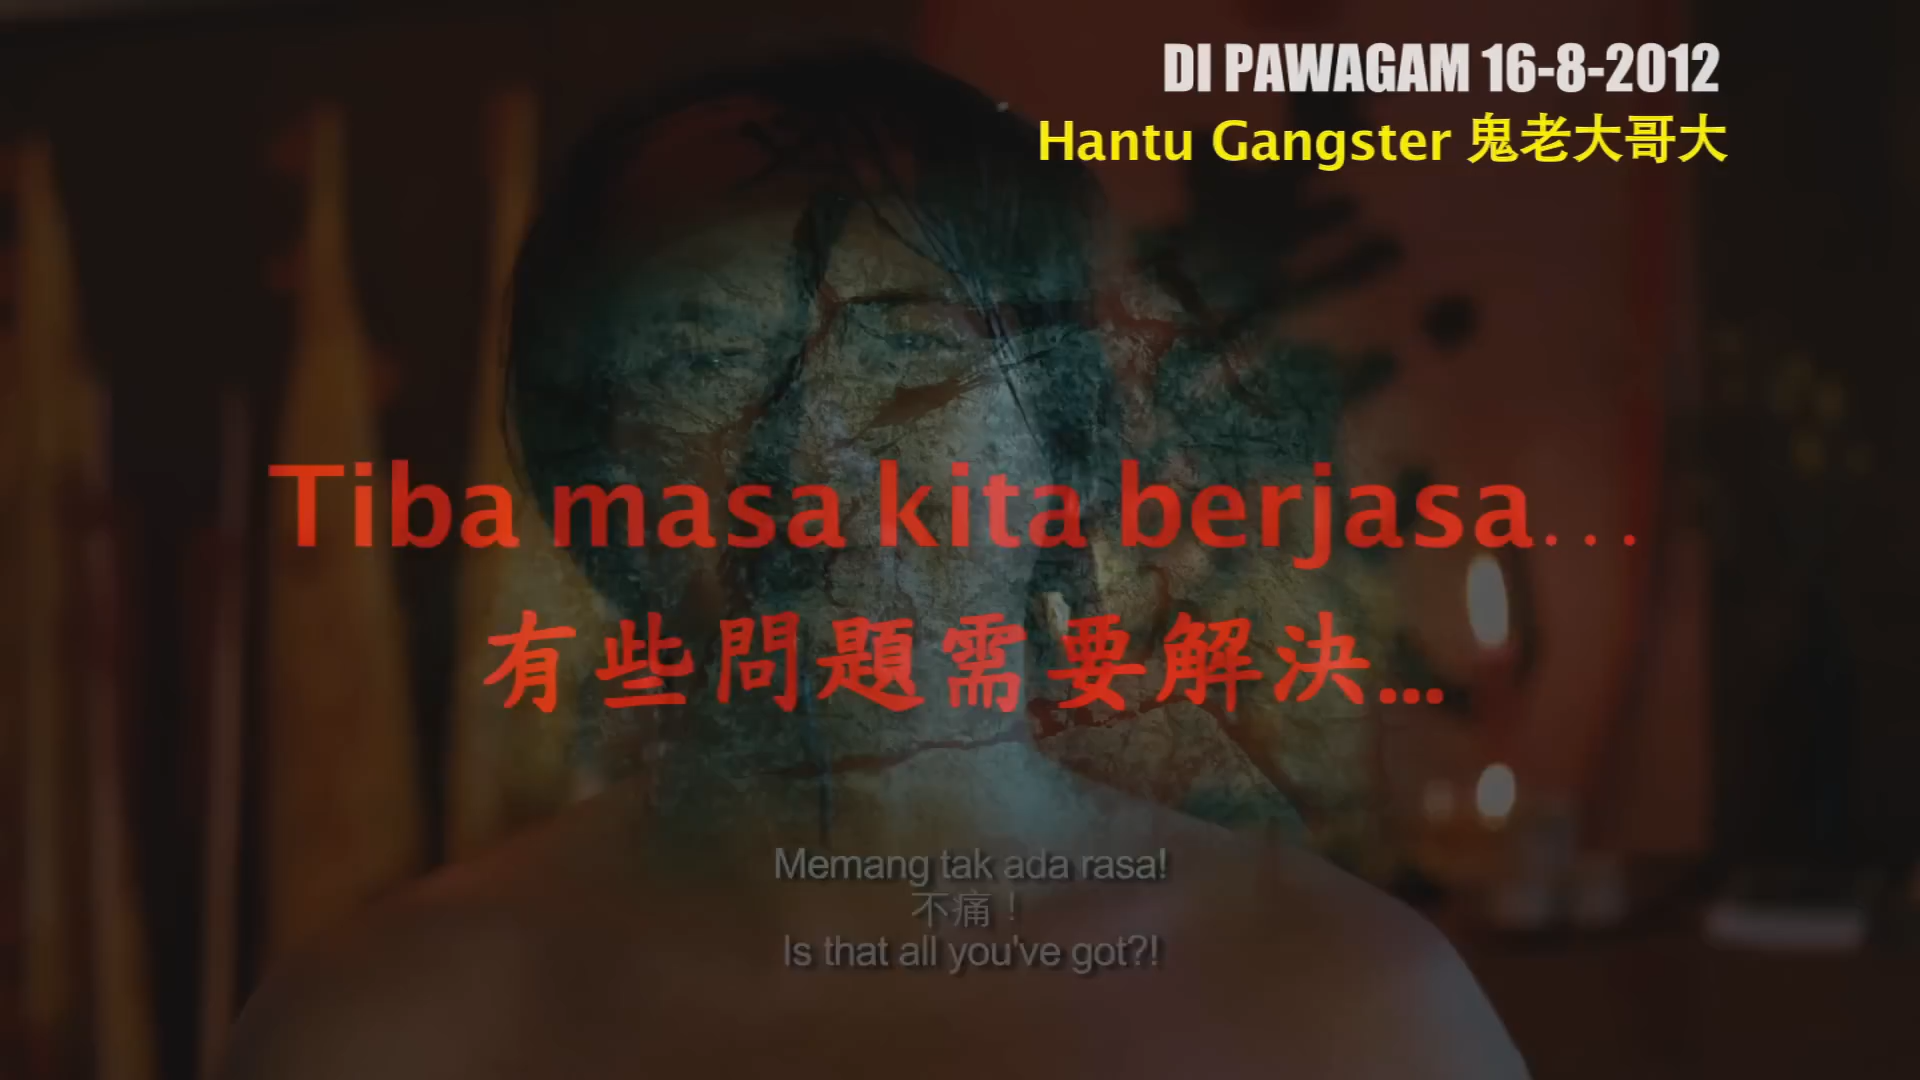 DI PAWAGAM 16-8-2012
Hantu Gangster 鬼老大哥大
Tiba masa kita berjasa...
有些問題需要解決...
Memang tak ada rasa!
不痛！
Is that all you've got?!